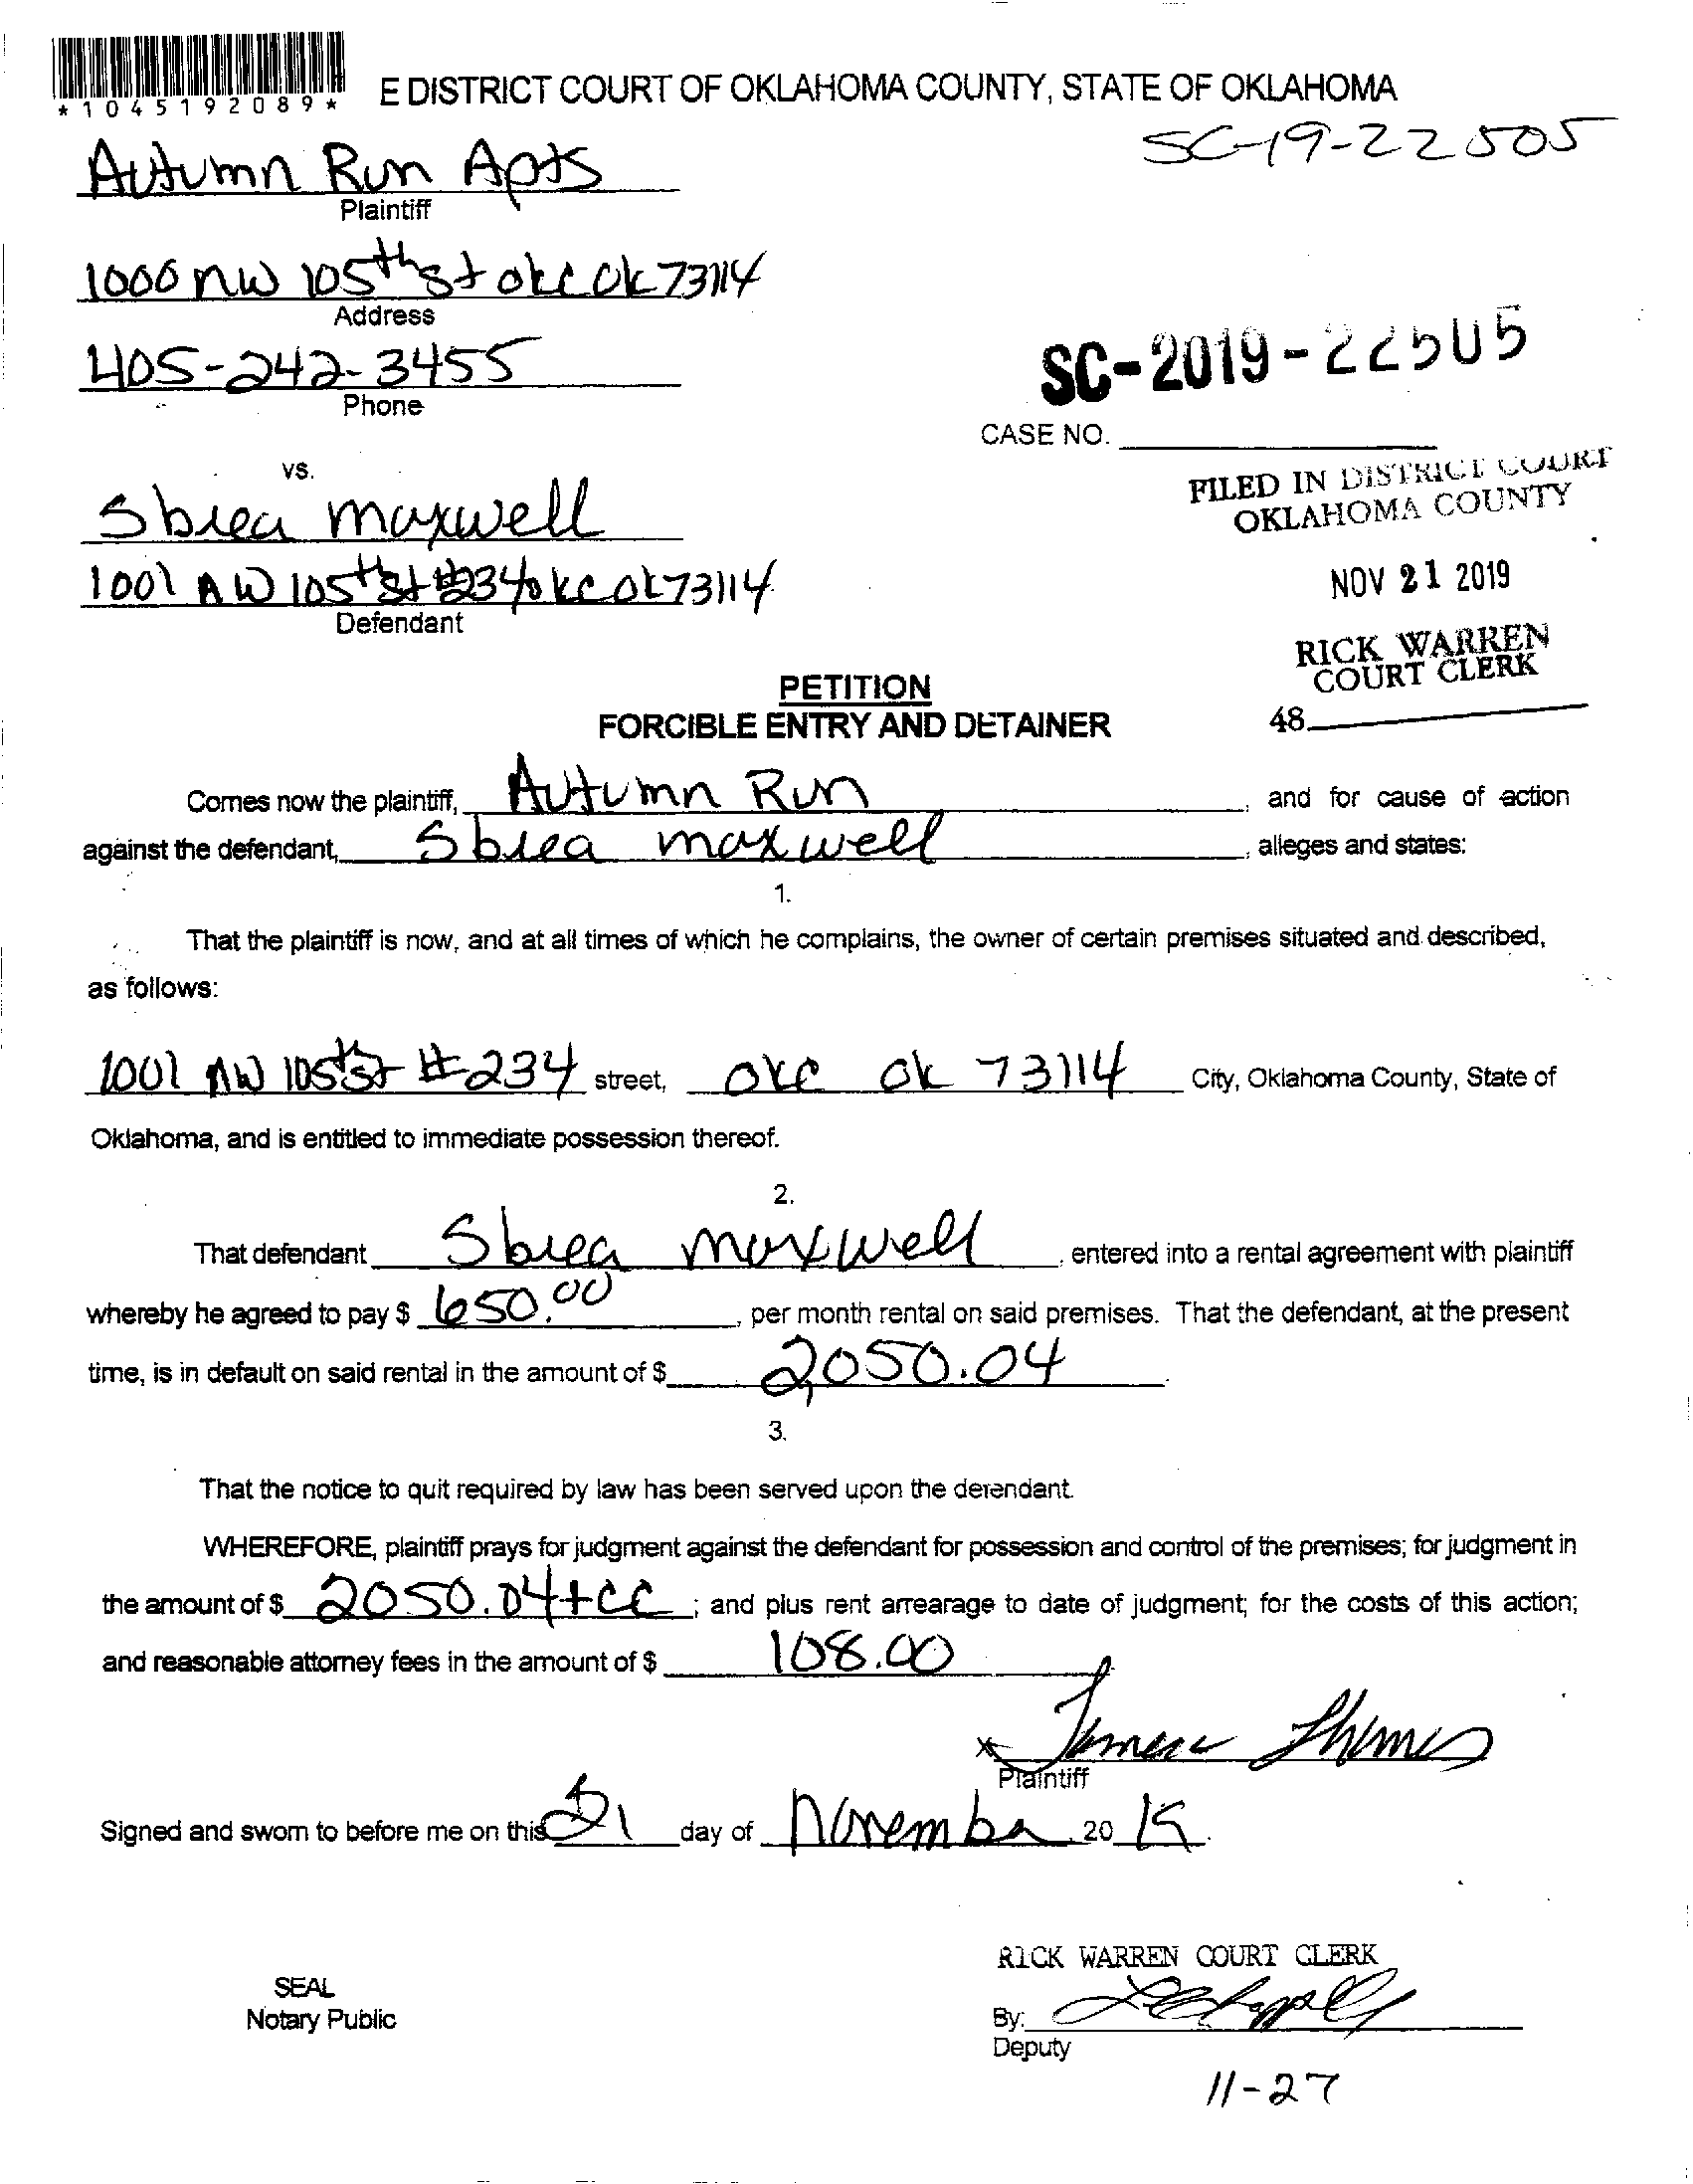 *1045192089*
E DISTRICT COURT OF OKLAHOMA COUNTY, STATE OF OKLAHOMA
SC-19-22505
Autumn Run Apts
Plaintiff
1000 NW 105th St okc Ok 73114
Address
405-242-3455
Phone
SC-2019-22505
CASE NO.
vs.
FILED IN DISTRICT COURT
OKLAHOMA COUNTY
Sbrea maxwell
1001 NW 105th St #234 okc ok 73114
Defendant
NOV 21 2019
RICK WARREN
COURT CLERK
48
PETITION
FORCIBLE ENTRY AND DETAINER
Comes now the plaintiff, Autumn Run, and for cause of action
against the defendant, Sbrea maxwell, alleges and states:
1.
That the plaintiff is now, and at all times of which he complains, the owner of certain premises situated and described,
as follows:
1001 NW 105th St #234 street, okc ok 73114 City, Oklahoma County, State of
Oklahoma, and is entitled to immediate possession thereof.
2.
That defendant Sbrea maxwell, entered into a rental agreement with plaintiff
whereby he agreed to pay $ 650.00, per month rental on said premises. That the defendant, at the present
time, is in default on said rental in the amount of $ 2,050.04.
3.
That the notice to quit required by law has been served upon the defendant.
WHEREFORE, plaintiff prays for judgment against the defendant for possession and control of the premises; for judgment in
the amount of $ 2050.04+CC; and plus rent arrearage to date of judgment; for the costs of this action;
and reasonable attorney fees in the amount of $ 108.00
x
Plaintiff
Signed and sworn to before me on this 21 day of November, 20 19.
RICK WARREN COURT CLERK
SEAL
Notary Public
By:
Deputy
11-27